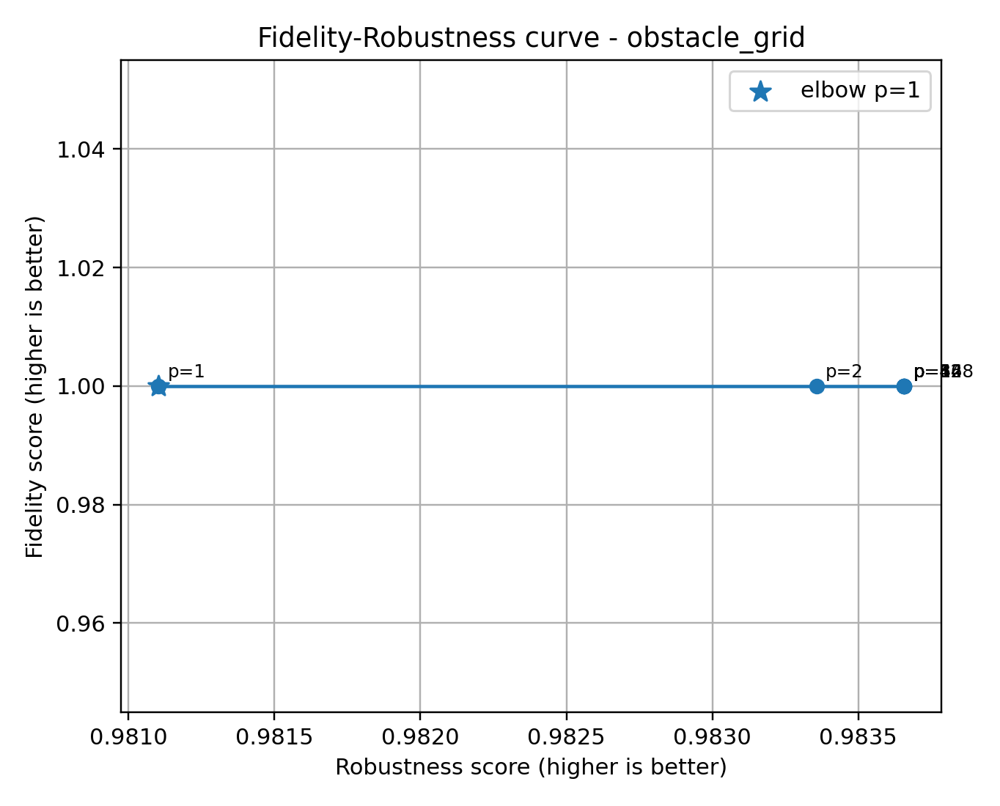 Fidelity-Robustness curve - obstacle_grid
elbow p=1
Fidelity score (higher is better)
1.04
1.02
1.00
0.98
0.96
p=1
p=2
0.9810 0.9815 0.9820 0.9825 0.9830 0.9835
Robustness score (higher is better)